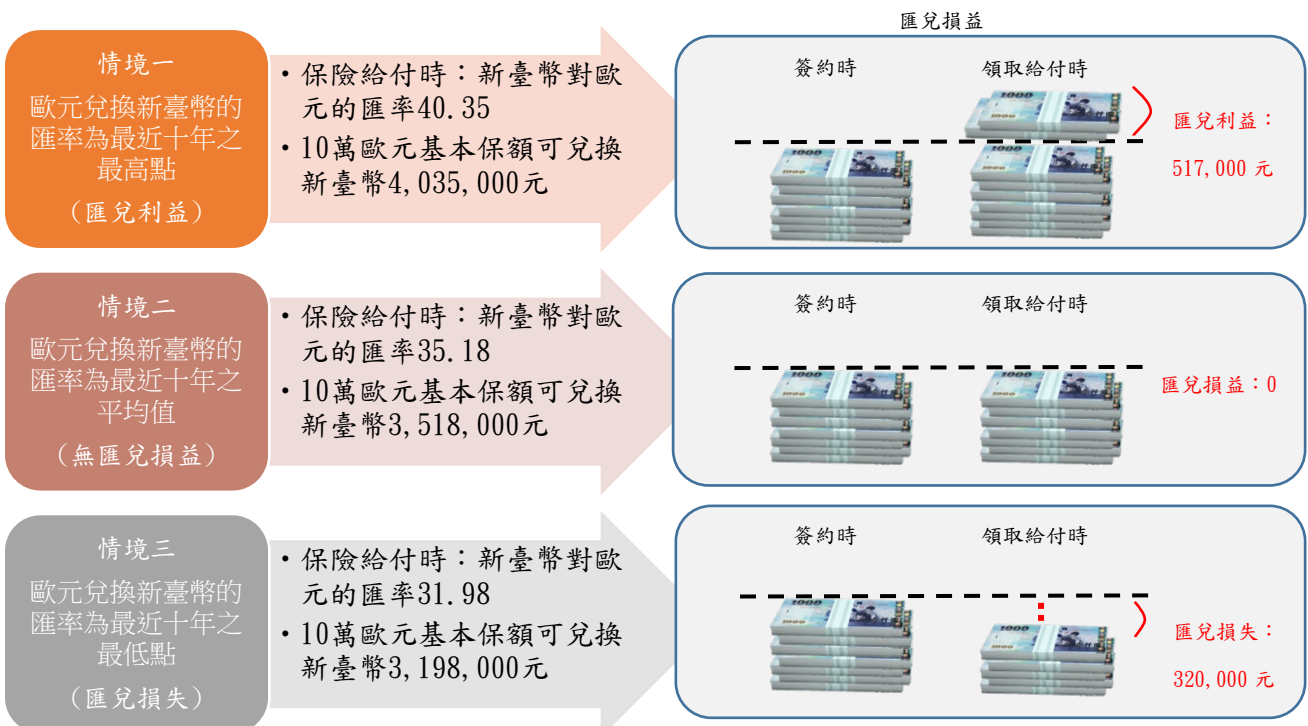 匯兌損益
情境一
歐元兌換新臺幣的
匯率為最近十年之
最高點
（匯兌利益）
•保險給付時：新臺幣對歐
元的匯率40.35
•10萬歐元基本保額可兌換
新臺幣4,035,000元
簽約時
領取給付時
匯兌利益：
517,000 元
情境二
歐元兌換新臺幣的
匯率為最近十年之
平均值
（無匯兌損益）
•保險給付時：新臺幣對歐
元的匯率35.18
•10萬歐元基本保額可兌換
新臺幣3,518,000元
簽約時
領取給付時
匯兌損益：0
情境三
歐元兌換新臺幣的
匯率為最近十年之
最低點
（匯兌損失）
•保險給付時：新臺幣對歐
元的匯率31.98
•10萬歐元基本保額可兌換
新臺幣3,198,000元
簽約時
領取給付時
匯兌損失：
320,000 元